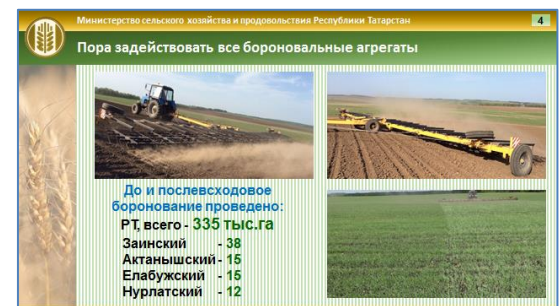 Министерство сельского хозяйства и продовольствия Республики Татарстан
4
Пора задействовать все бороновальные агрегаты
До и послевсходовое
боронование проведено:
РТ, всего - 335 тыс.га
Заинский - 38
Актанышский - 15
Елабужский - 15
Нурлатский - 12